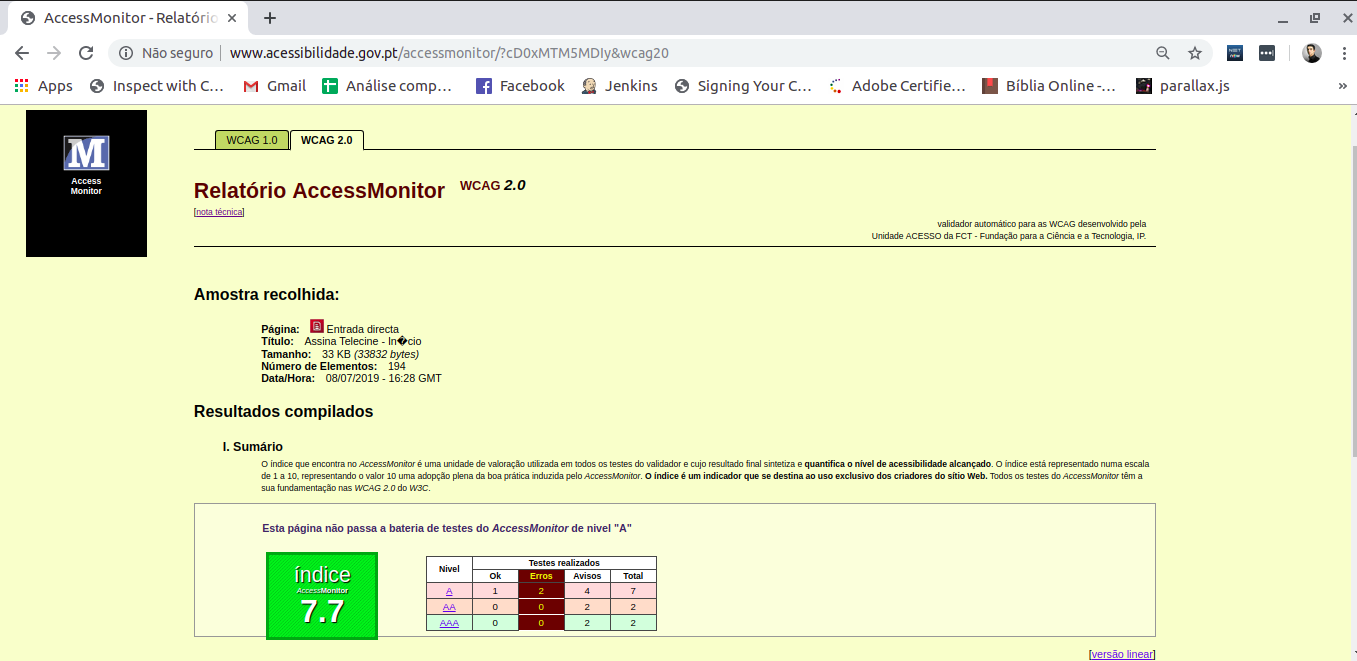 AccessMonitor - Relatório
Não seguro | www.acessibilidade.gov.pt/accessmonitor/?cD0xMTM5MDIy&wcag20
Apps Inspect with C… Gmail Análise comp… Facebook Jenkins Signing Your C… Adobe Certifie… Bíblia Online -… parallax.js »
M
Access
Monitor
WCAG 1.0 WCAG 2.0
Relatório AccessMonitor WCAG 2.0
[nota técnica]
validador automático para as WCAG desenvolvido pela
Unidade ACESSO da FCT - Fundação para a Ciência e a Tecnologia, IP.
Amostra recolhida:
Página: Entrada directa
Título: Assina Telecine - In�cio
Tamanho: 33 KB (33832 bytes)
Número de Elementos: 194
Data/Hora: 08/07/2019 - 16:28 GMT
Resultados compilados
I. Sumário
O índice que encontra no AccessMonitor é uma unidade de valoração utilizada em todos os testes do validador e cujo resultado final sintetiza e quantifica o nível de acessibilidade alcançado. O índice está representado numa escala
de 1 a 10, representando o valor 10 uma adopção plena da boa prática induzida pelo AccessMonitor. O índice é um indicador que se destina ao uso exclusivo dos criadores do sítio Web. Todos os testes do AccessMonitor têm a
sua fundamentação nas WCAG 2.0 do W3C.
Esta página não passa a bateria de testes do AccessMonitor de nivel "A"
índice
AccessMonitor
7.7
Nivel Testes realizados
Ok Erros Avisos Total
A 1 2 4 7
AA 0 0 2 2
AAA 0 0 2 2
[versão linear]